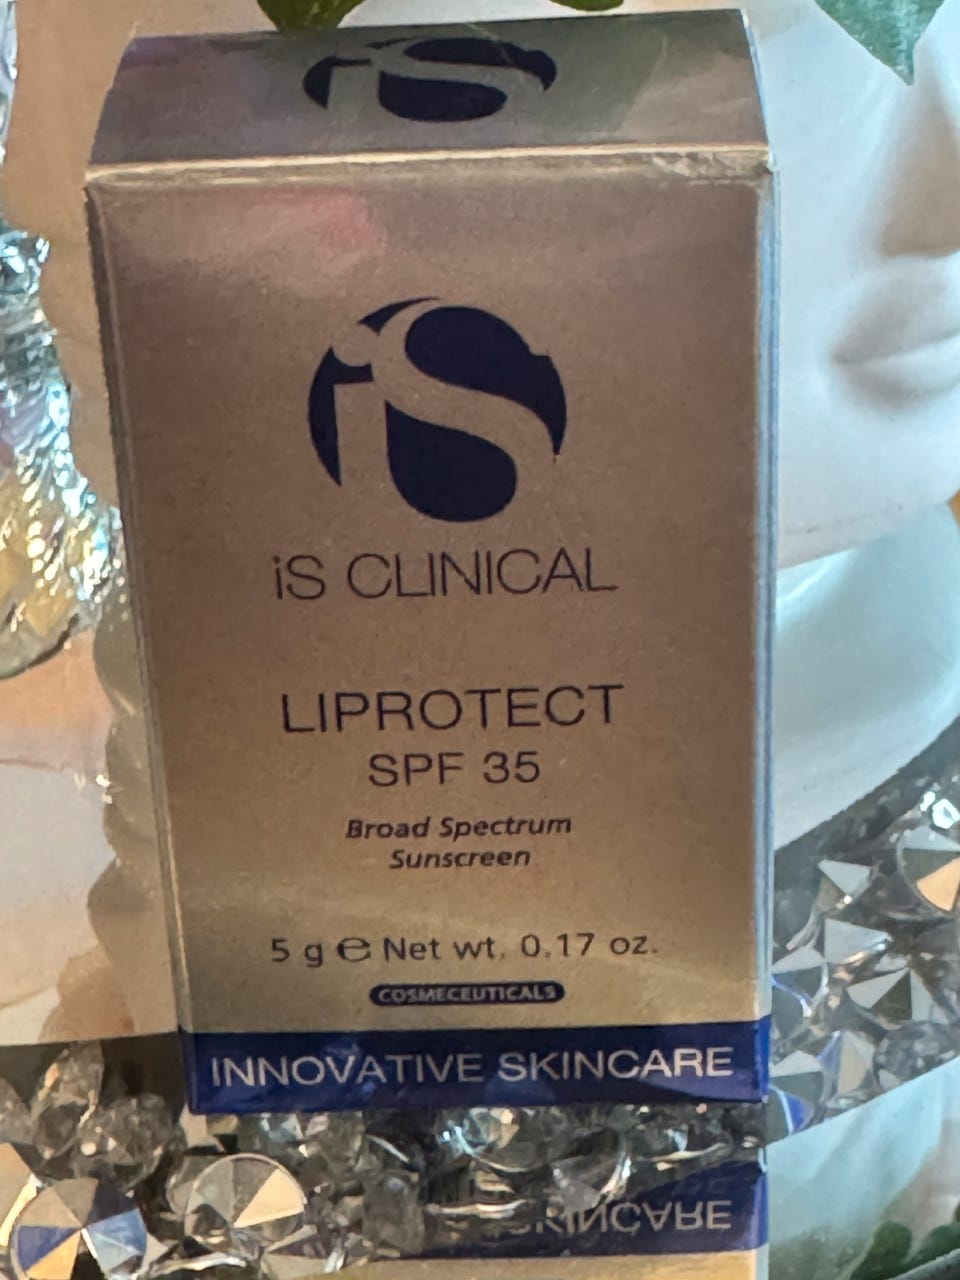 iS
iS
iS CLINICAL
LIPROTECT
SPF 35
Broad Spectrum
Sunscreen
5 g ℮ Net wt. 0.17 oz.
COSMECEUTICALS
INNOVATIVE SKINCARE
SKINCARE